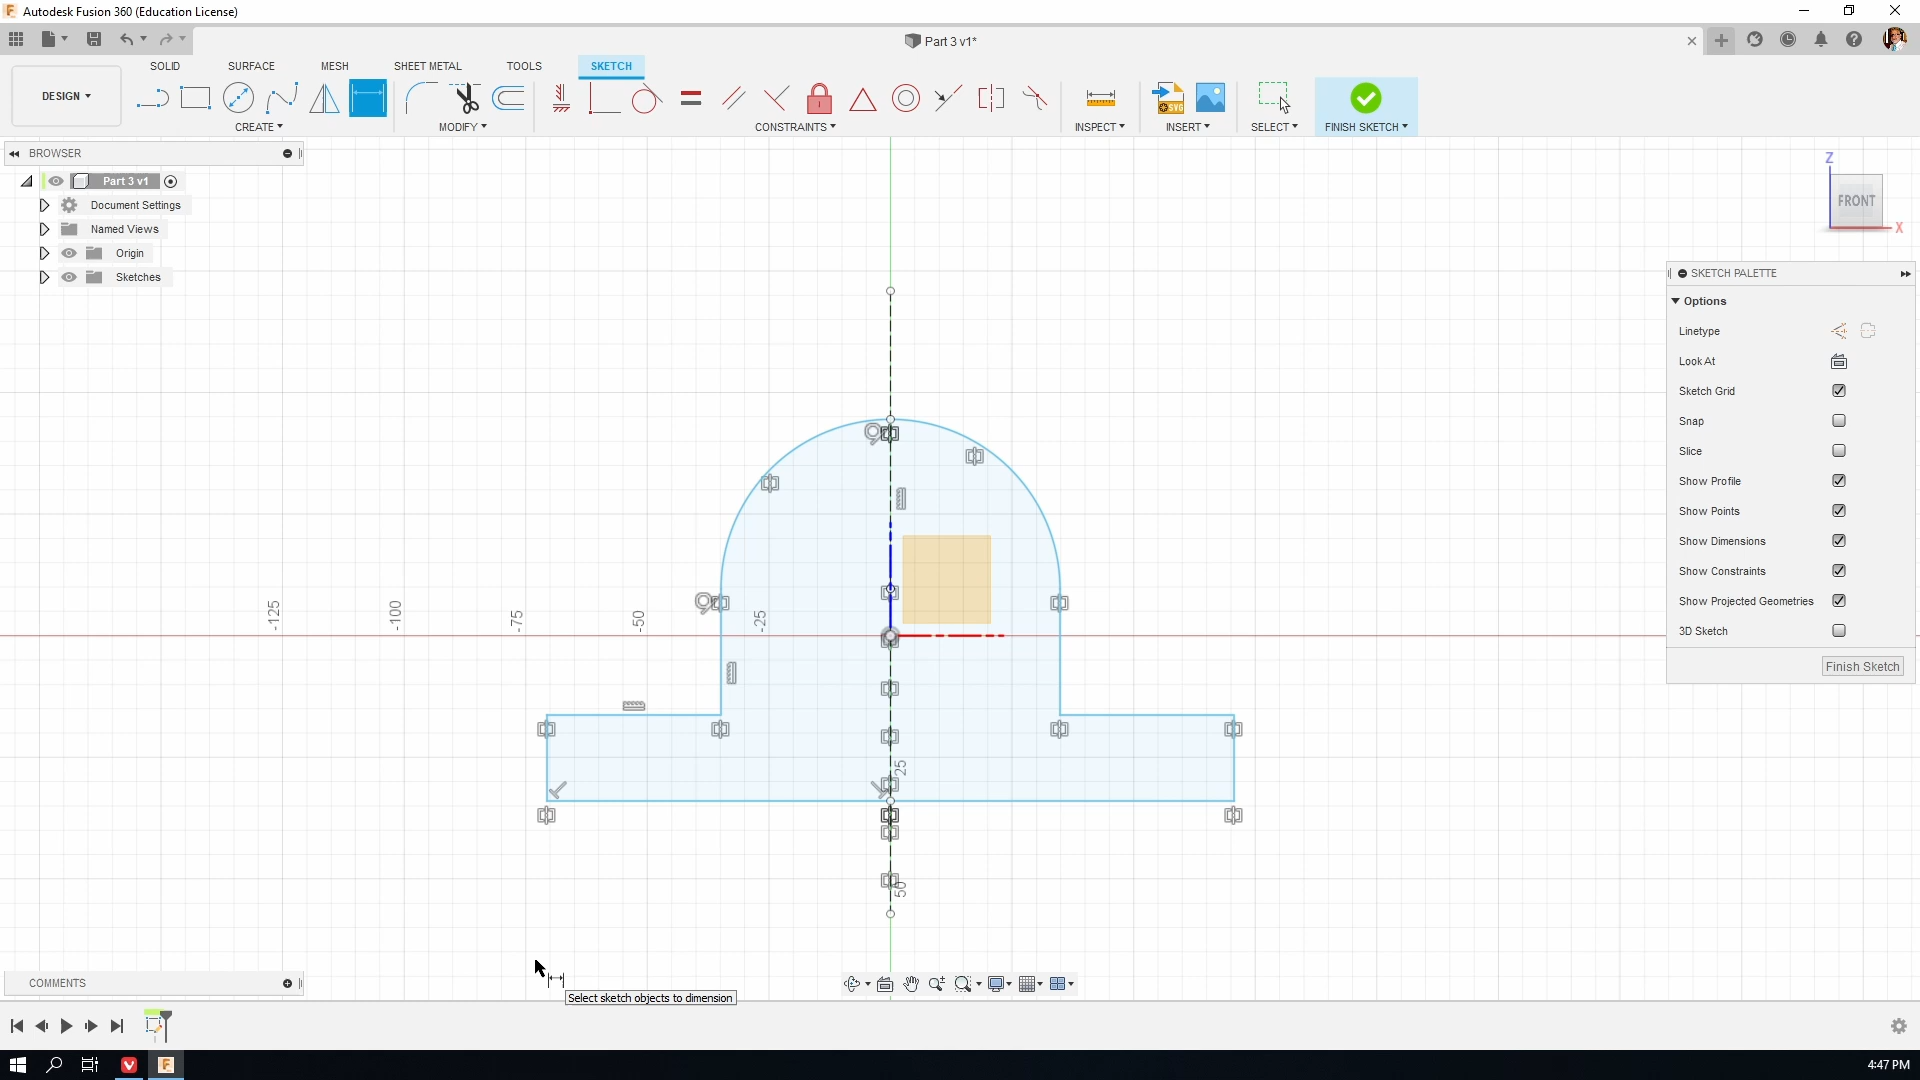 Autodesk Fusion 360 (Education License)
Part 3 v1*
DESIGN
SOLID SURFACE MESH SHEET METAL TOOLS SKETCH
CREATE MODIFY CONSTRAINTS INSPECT INSERT SELECT FINISH SKETCH
SVG
BROWSER
Part 3 v1
Document Settings
Named Views
Origin
Sketches
Z
FRONT
X
SKETCH PALETTE
Options
Linetype
Look At
Sketch Grid
Snap
Slice
Show Profile
Show Points
Show Dimensions
Show Constraints
Show Projected Geometries
3D Sketch
Finish Sketch
-125
-100
-75
-50
-25
25
50
COMMENTS
Select sketch objects to dimension
4:47 PM